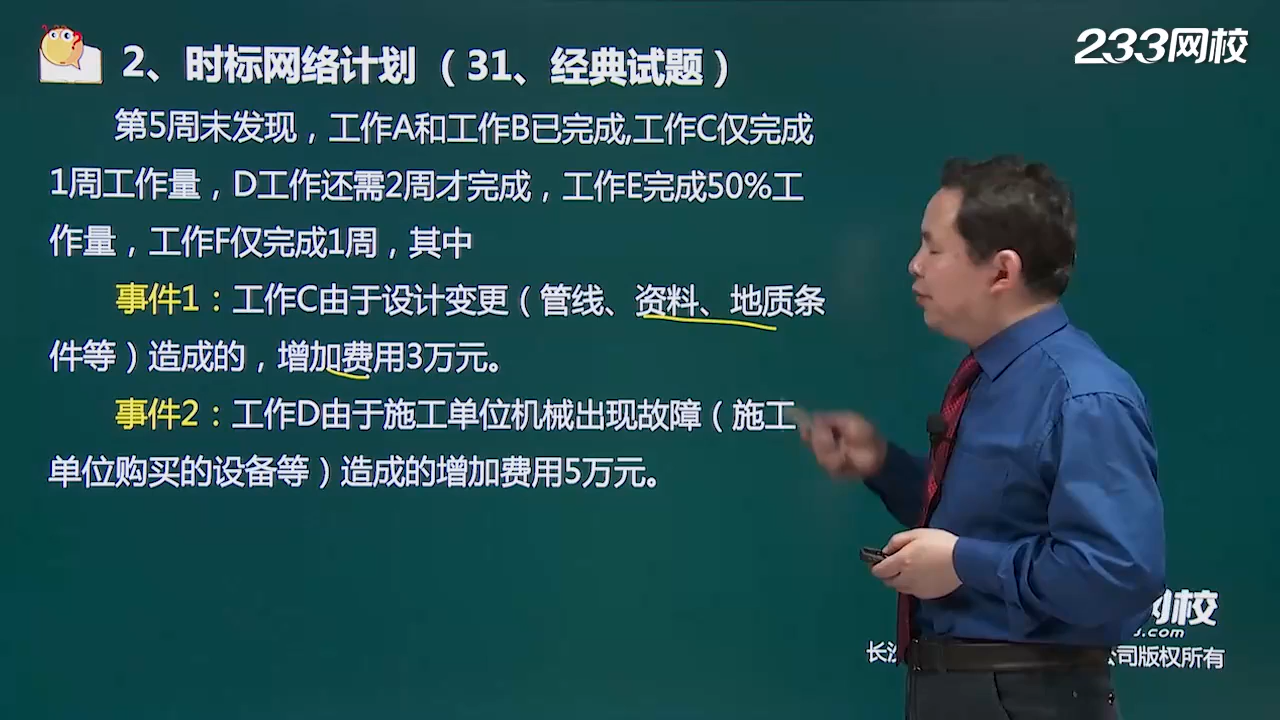 2、时标网络计划（31、经典试题）
233网校
第5周末发现，工作A和工作B已完成,工作C仅完成
1周工作量，D工作还需2周才完成，工作E完成50%工
作量，工作F仅完成1周，其中
事件1：工作C由于设计变更（管线、资料、地质条
件等）造成的，增加费用3万元。
事件2：工作D由于施工单位机械出现故障（施工
单位购买的设备等）造成的增加费用5万元。
网校
.com
长沙
公司版权所有